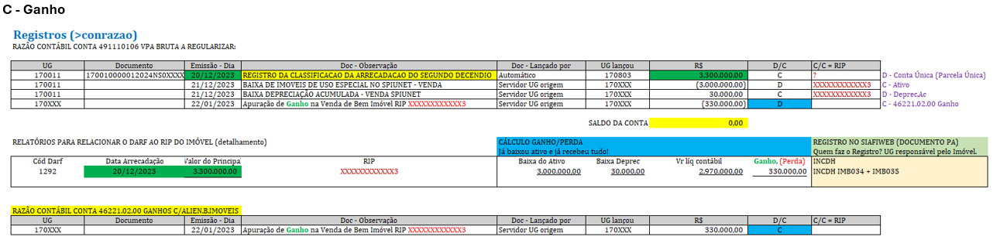 C - Ganho
Registros (>conrazao)
RAZÃO CONTÁBIL CONTA 491110106 VPA BRUTA A REGULARIZAR:
UG Documento Emissão - Dia Doc - Observação Doc - Lançado por UG lançou R$ D/C C/C = RIP
170011 170010000012024NS0XXXX 20/12/2023 REGISTRO DA CLASSIFICACAO DA ARRECADACAO DO SEGUNDO DECENDIO Automático 170803 3.300.000,00 C ? D - Conta Única (Parcela Única)
170011 21/12/2023 BAIXA DE IMOVEIS DE USO ESPECIAL NO SPIUNET - VENDA Servidor UG origem 170XXX (3.000.000,00) D XXXXXXXXXXXX3 C - Ativo
170011 21/12/2023 BAIXA DEPRECIAÇÃO ACUMULADA - VENDA SPIUNET Servidor UG origem 170XXX 30.000,00 C XXXXXXXXXXXX3 D - Deprec.Ac
170XXX 22/01/2023 Apuração de Ganho na Venda de Bem Imóvel RIP XXXXXXXXXXXX3 Servidor UG origem 170XXX (330.000,00) D C - 46221.02.00 Ganho
SALDO DA CONTA 0,00
RELATÓRIOS PARA RELACIONAR O DARF AO RIP DO IMÓVEL (detalhamento) CÁLCULO GANHO/PERDA REGISTRO NO SIAFIWEB (DOCUMENTO PA)
Já baixou ativo e já recebeu tudo! Quem faz o Registro? UG responsável pelo Imóvel.
Cód Darf Data Arrecadação Valor do Principa RIP Baixa do Ativo Baixa Deprec Vr líq contábil Ganho, (Perda) INCDH
1292 20/12/2023 3.300.000,00 XXXXXXXXXXXX3 3.000.000,00 30.000,00 2.970.000,00 330.000,00 INCDH IMB034 + IMB035
RAZÃO CONTÁBIL CONTA 46221.02.00 GANHOS C/ALIEN.B.IMOVEIS
UG Documento Emissão - Dia Doc - Observação Doc - Lançado por UG lançou R$ D/C C/C = RIP
170XXX 22/01/2023 Apuração de Ganho na Venda de Bem Imóvel RIP XXXXXXXXXXXX3 Servidor UG origem 170XXX 330.000,00 C